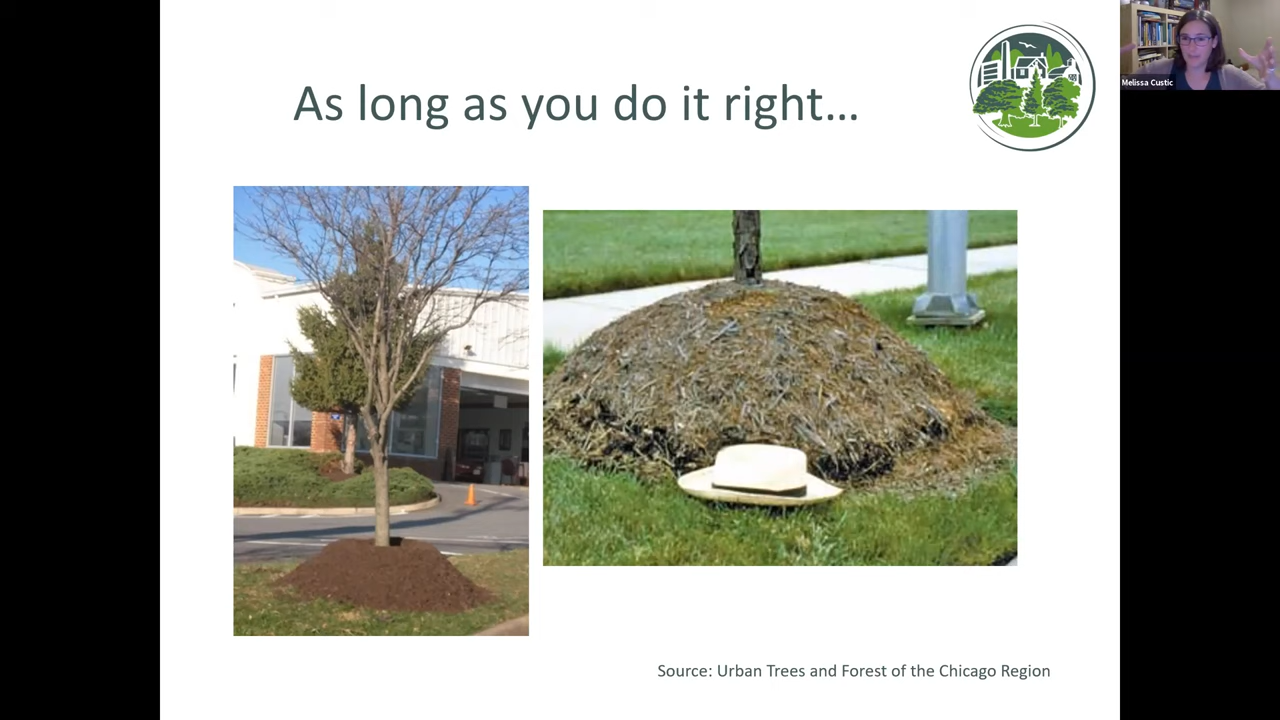 As long as you do it right...
Melissa Custic
Source: Urban Trees and Forest of the Chicago Region